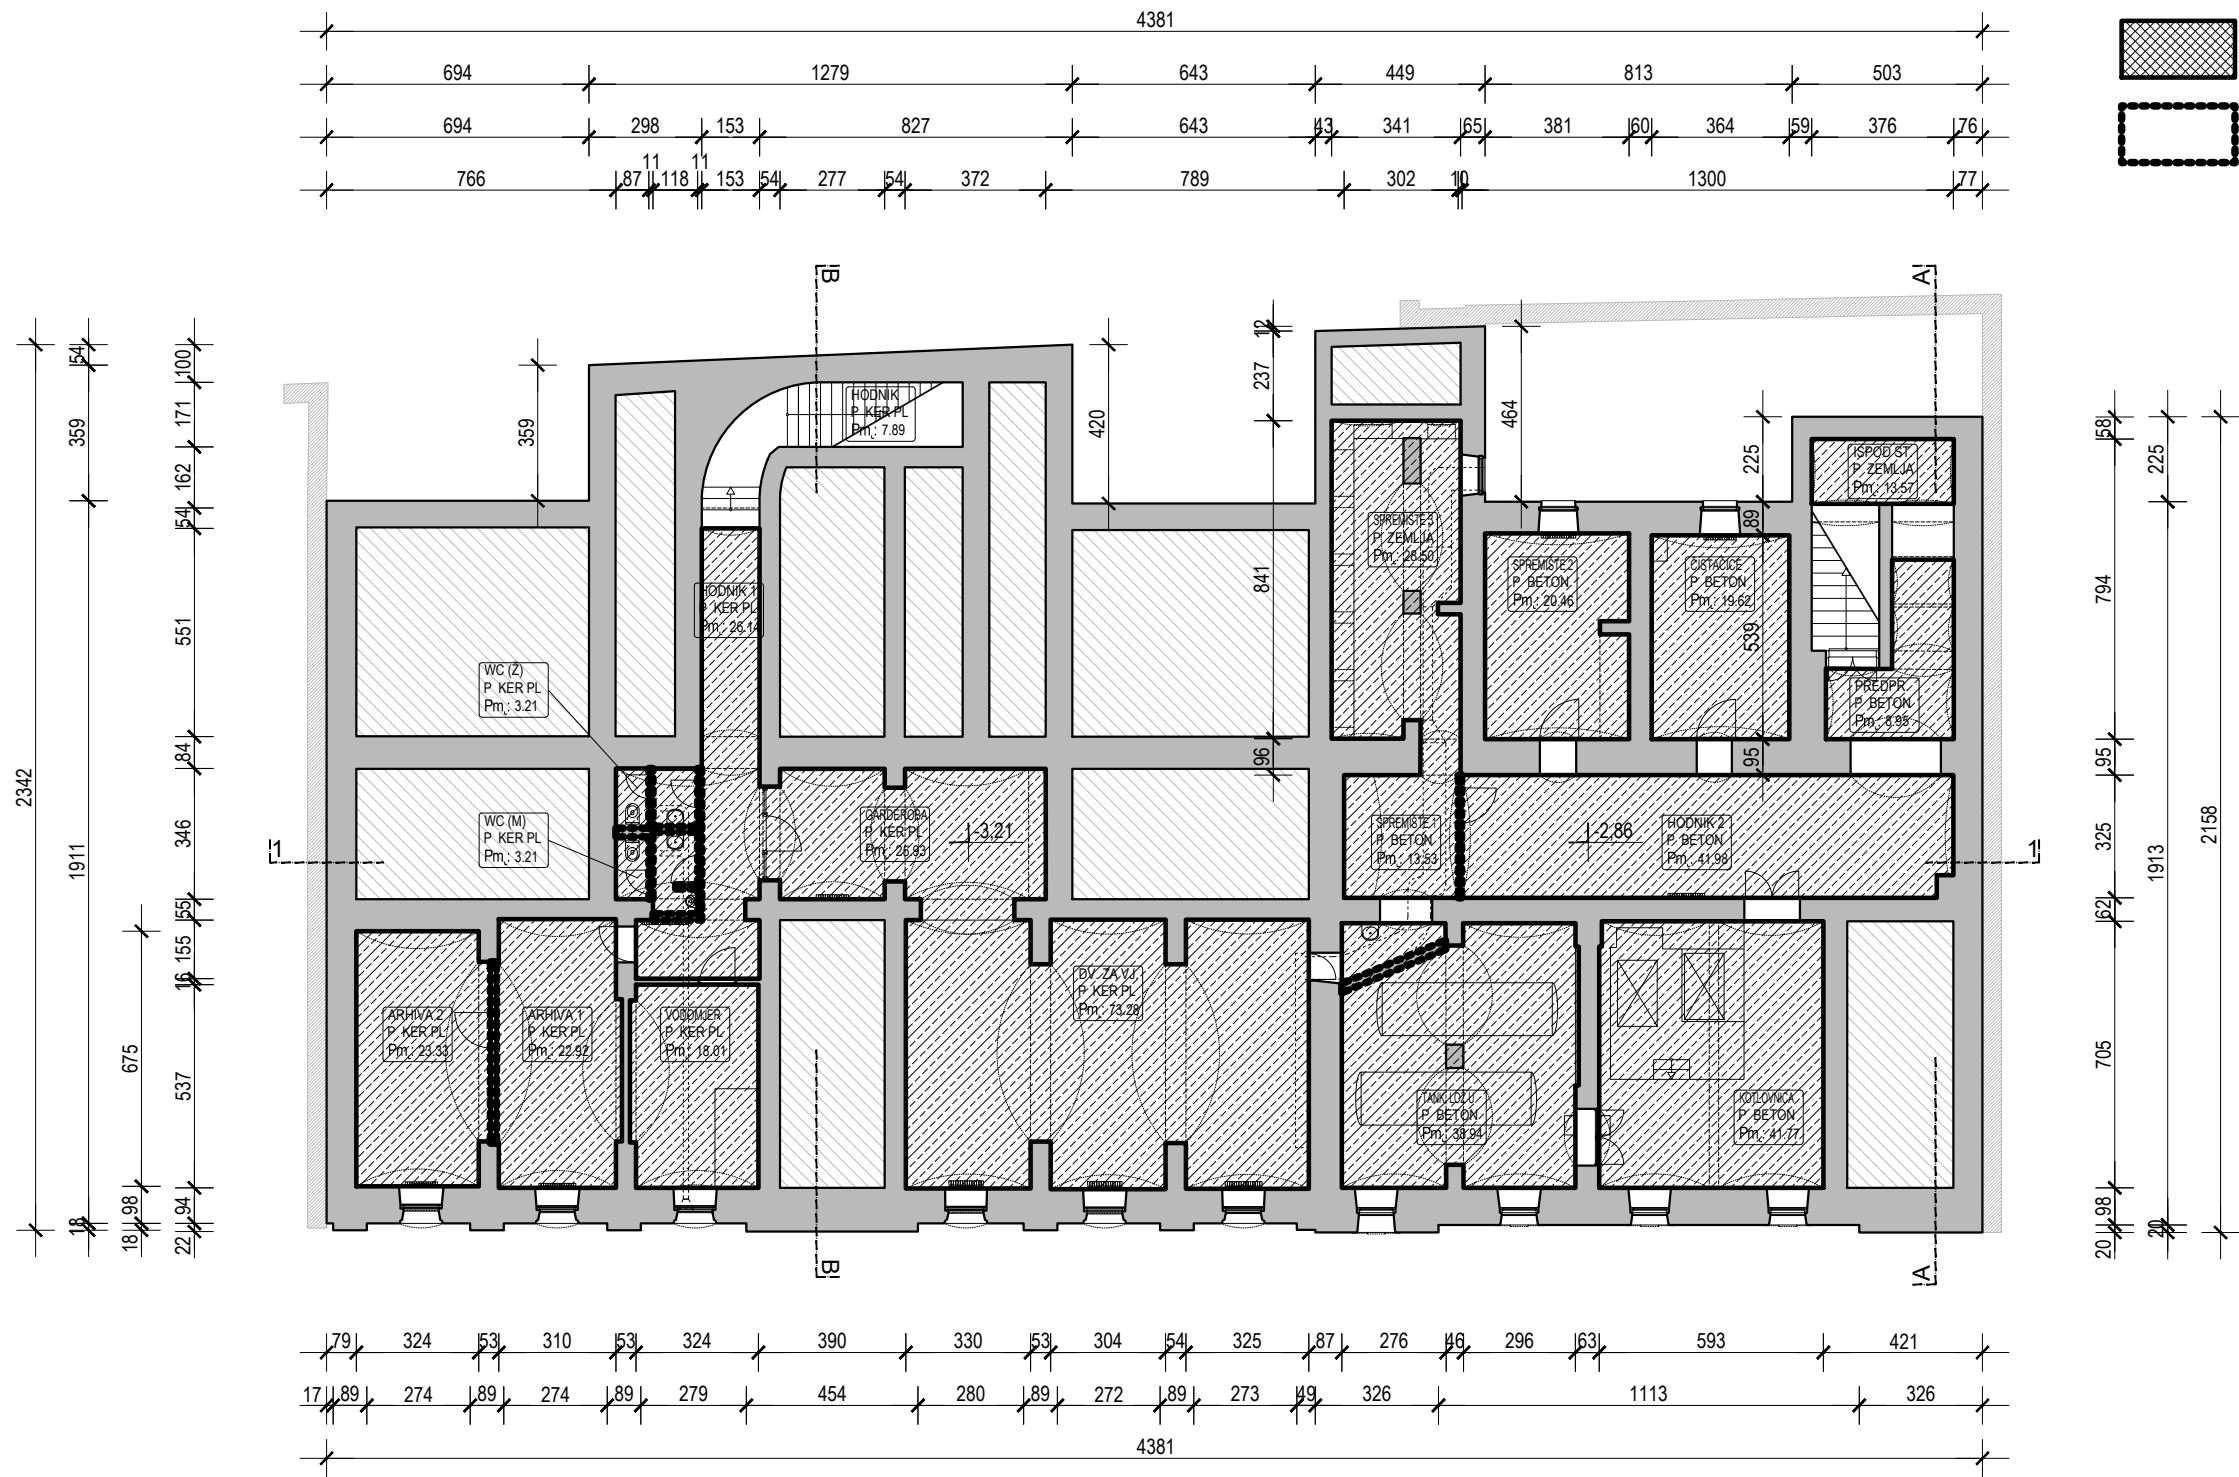 4381
694 1279 643 449 813 503
694 298 153 827 643 43 341 65 381 60 364 59 376 76
11 11
766 87 118 153 54 277 54 372 789 302 10 1300 77
B
A
12
237
841
96
464
225
89
539
95
359
420
2342
54
359
1911
18
675
98
18
100
171
162
54
551
84
346
55
155
16
537
94
22
58
794
95
325
62
705
98
20
225
1913
20
2158
HODNIK
P KER PL
Pm.: 7.89
ISPOD ST
P ZEMLJA
Pm.: 13.57
SPREMIŠTE 3
P ZEMLJA
Pm.: 28.50
SPREMIŠTE 2
P BETON
Pm.: 20.46
ČISTAČICE
P BETON
Pm.: 19.62
HODNIK 1
P KER PL
Pm.: 26.14
WC (Ž)
P KER PL
Pm.: 3.21
PREDPR.
P BETON
Pm.: 8.95
WC (M)
P KER PL
Pm.: 3.21
GARDEROBA
P KER PL
Pm.: 25.93
-3,21
SPREMIŠTE 1
P BETON
Pm.: 13.53
-2,86
HODNIK 2
P BETON
Pm.: 41.98
1
1
DV. ZA VJ.
P KER PL
Pm.: 73.28
ARHIVA 2
P KER PL
Pm.: 23.33
ARHIVA 1
P KER PL
Pm.: 22.92
VODOMJER
P KER PL
Pm.: 18.01
TANK LOŽ U.
P BETON
Pm.: 38.94
KOTLOVNICA
P BETON
Pm.: 41.77
B
A
79 324 53 310 53 324 390 330 53 304 54 325 87 276 46 296 63 593 421
17 89 274 89 274 89 279 454 280 89 272 89 273 49 326 1113 326
4381